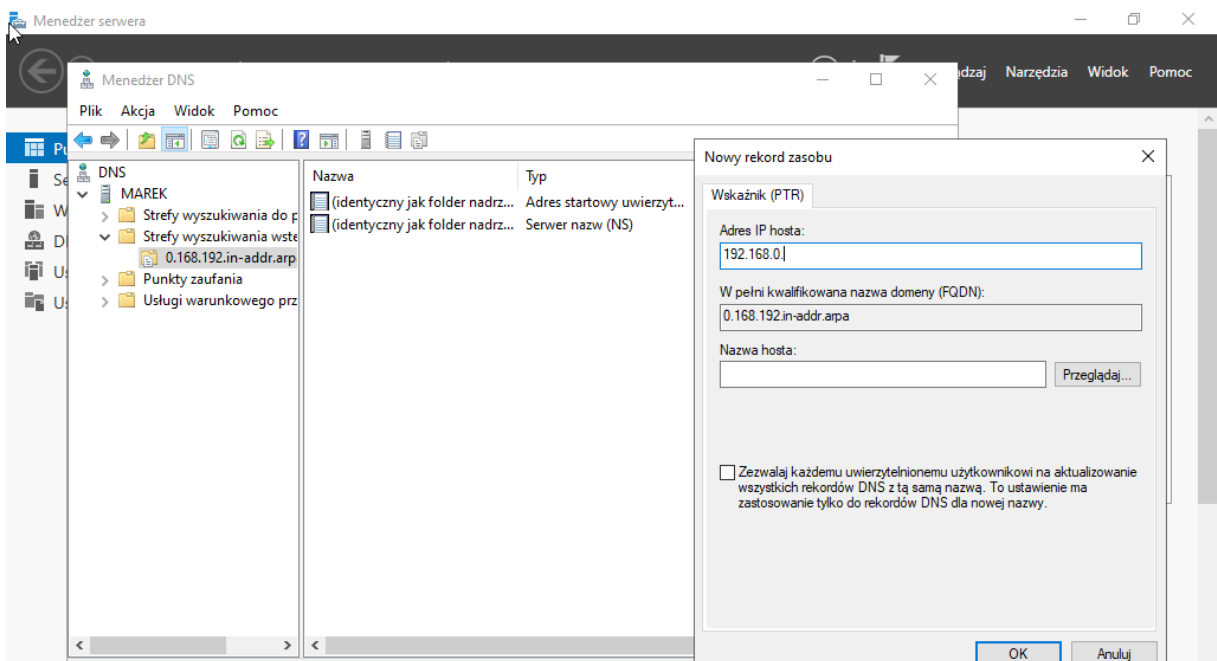 Menedżer serwera
Menedżer DNS
Narzędzia Widok Pomoc
Plik Akcja Widok Pomoc
DNS
MAREK
Strefy wyszukiwania do p
Strefy wyszukiwania wste
0.168.192.in-addr.arp
Punkty zaufania
Usługi warunkowego prz
Nazwa Typ
(identyczny jak folder nadrz... Adres startowy uwierzyt...
(identyczny jak folder nadrz... Serwer nazw (NS)
Nowy rekord zasobu
Wskaźnik (PTR)
Adres IP hosta:
192.168.0.
W pełni kwalifikowana nazwa domeny (FQDN):
0.168.192.in-addr.arpa
Nazwa hosta:
Przeglądaj...
Zezwalaj każdemu uwierzytelnionemu użytkownikowi na aktualizowanie
wszystkich rekordów DNS z tą samą nazwą. To ustawienie ma
zastosowanie tylko do rekordów DNS dla nowej nazwy.
OK Anuluj